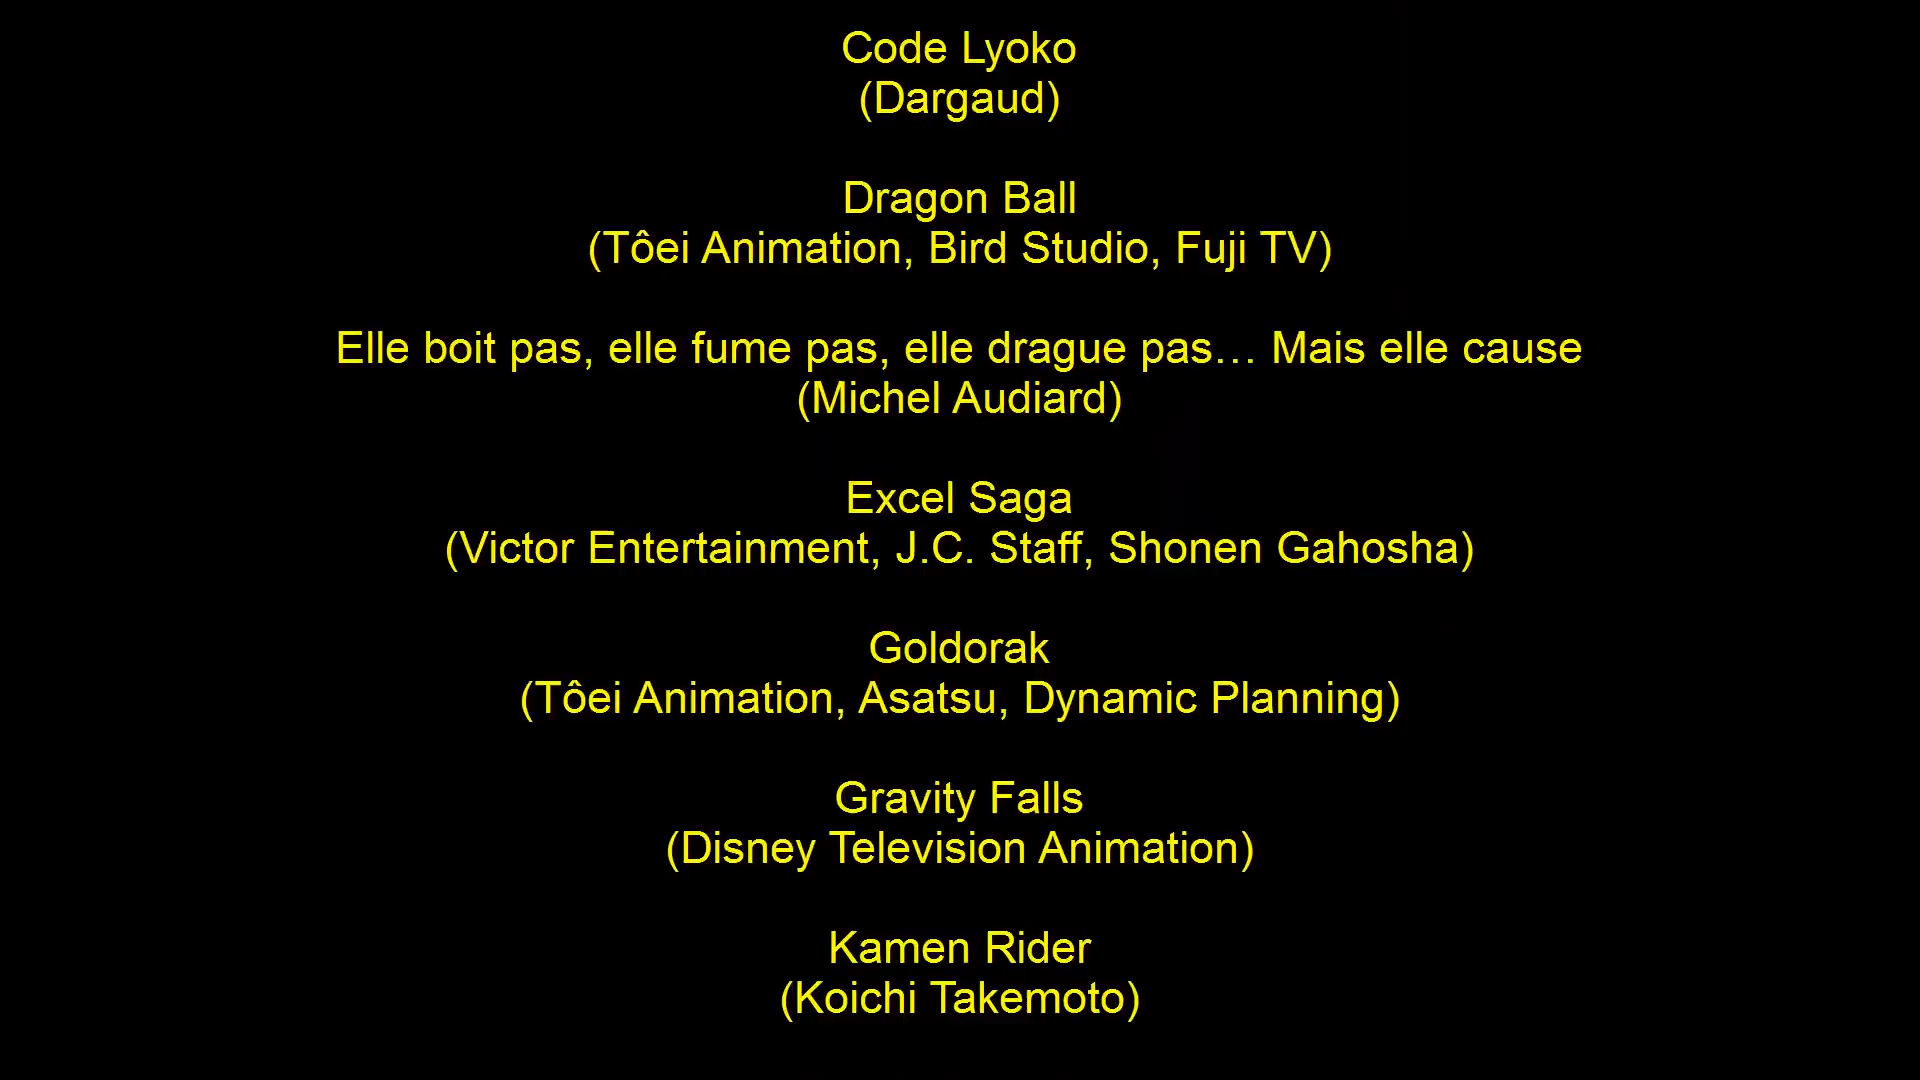 Code Lyoko
(Dargaud)
Dragon Ball
(Tôei Animation, Bird Studio, Fuji TV)
Elle boit pas, elle fume pas, elle drague pas… Mais elle cause
(Michel Audiard)
Excel Saga
(Victor Entertainment, J.C. Staff, Shonen Gahosha)
Goldorak
(Tôei Animation, Asatsu, Dynamic Planning)
Gravity Falls
(Disney Television Animation)
Kamen Rider
(Koichi Takemoto)